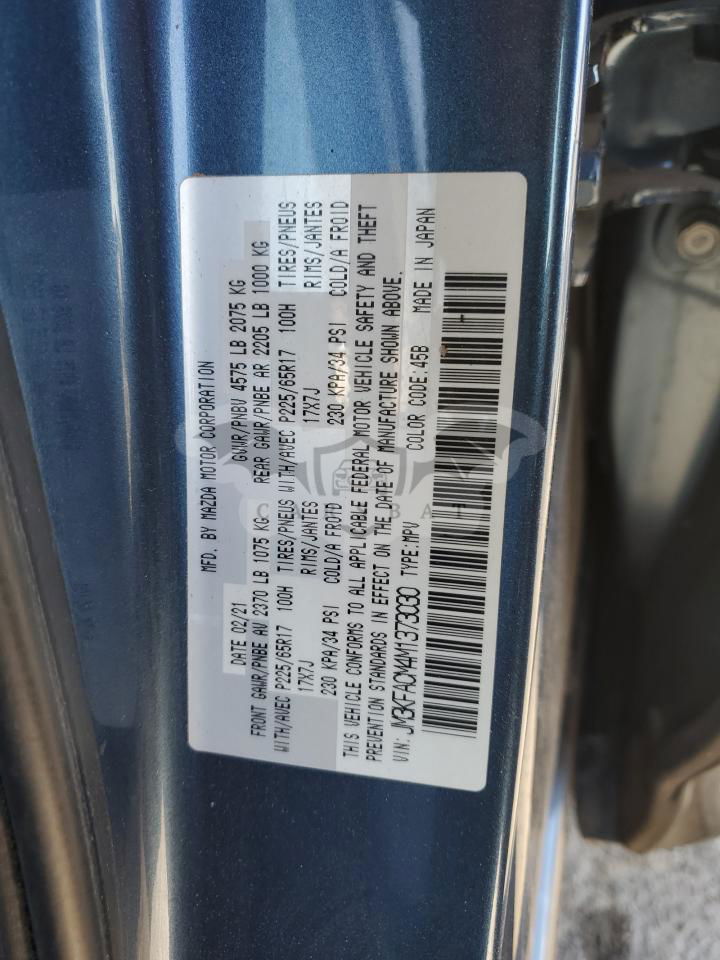 MFD. BY MAZDA MOTOR CORPORATION
DATE 02/21 GVWR/PNBV 4575 LB 2075 KG
FRONT GAWR/PNBE AV 2370 LB 1075 KG REAR GAWR/PNBE AR 2205 LB 1000 KG
WITH/AVEC P225/65R17 100H TIRES/PNEUS WITH/AVEC P225/65R17 100H TIRES/PNEUS
17X7J RIMS/JANTES 17X7J RIMS/JANTES
230 KPA/34 PSI COLD/A FROID 230 KPA/34 PSI COLD/A FROID
THIS VEHICLE CONFORMS TO ALL APPLICABLE FEDERAL MOTOR VEHICLE SAFETY AND THEFT
PREVENTION STANDARDS IN EFFECT ON THE DATE OF MANUFACTURE SHOWN ABOVE.
VIN: JM3KFACM4M1373030 TYPE:MPV COLOR CODE:45B MADE IN JAPAN